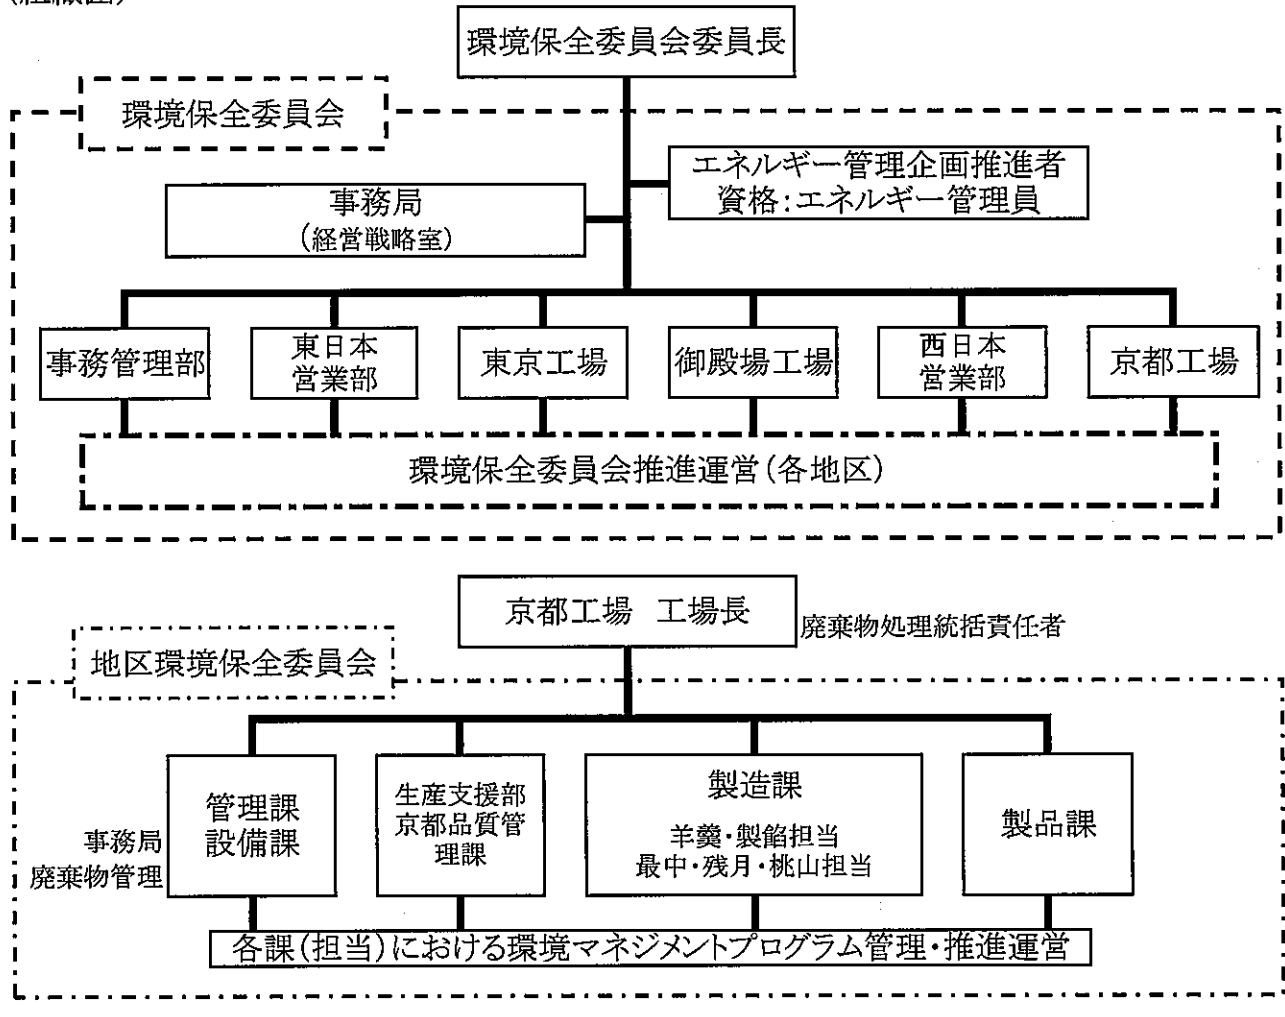 環境保全委員会委員長
環境保全委員会
エネルギー管理企画推進者
資格:エネルギー管理員
事務局
(経営戦略室)
事務管理部
東日本
営業部
東京工場
御殿場工場
西日本
営業部
京都工場
環境保全委員会推進運営(各地区)
京都工場 工場長
廃棄物処理統括責任者
地区環境保全委員会
事務局
廃棄物管理
管理課
設備課
生産支援部
京都品質管
理課
製造課
羊羹・製餡担当
最中・残月・桃山担当
製品課
各課(担当)における環境マネジメントプログラム管理・推進運営